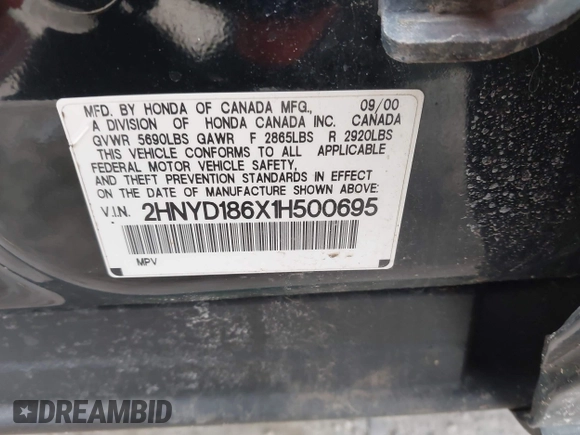 MFD. BY HONDA OF CANADA MFG., 09/00
A DIVISION OF HONDA CANADA INC. CANADA
GVWR 5690LBS GAWR F 2865LBS R 2920LBS
THIS VEHICLE CONFORMS TO ALL APPLICABLE
FEDERAL MOTOR VEHICLE SAFETY,
AND THEFT PREVENTION STANDARDS IN EFFECT
ON THE DATE OF MANUFACTURE SHOWN ABOVE.
V.I.N. 2HNYD186X1H500695
MPV
DREAMBID